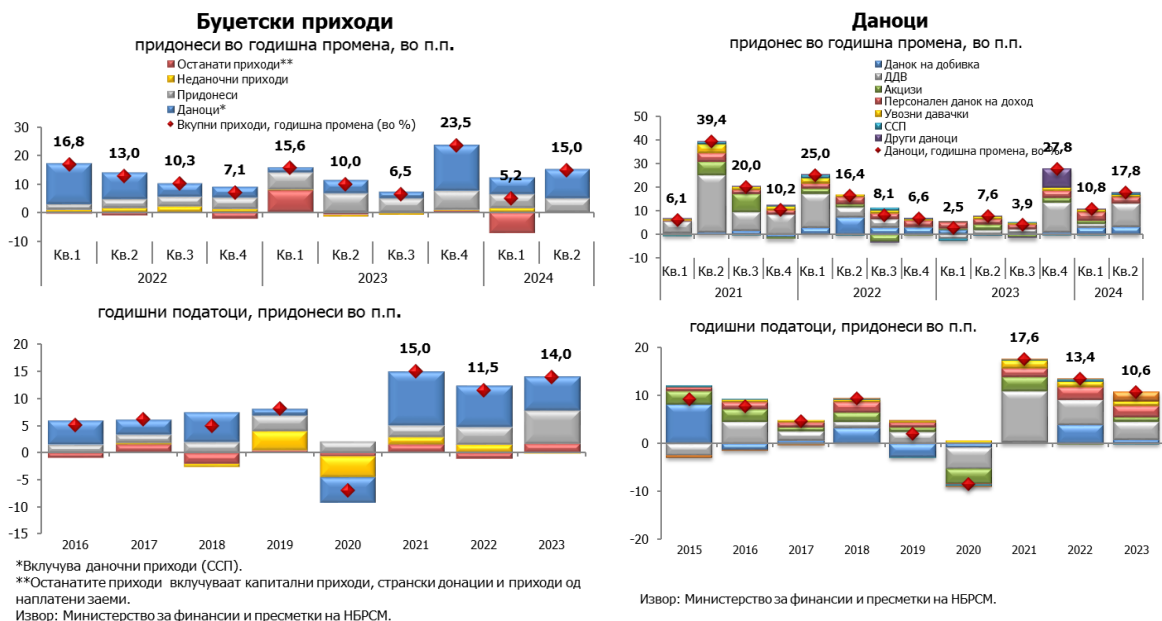 Буџетски приходи
придонеси во годишна промена, во п.п.
Останати приходи**
Неданочни приходи
Придонеси
Даноци*
Вкупни приходи, годишна промена (во %)
30
20
10
0
-10
16,8
13,0
10,3
7,1
15,6
10,0
6,5
23,5
5,2
15,0
Кв.1 Кв.2 Кв.3 Кв.4 Кв.1 Кв.2 Кв.3 Кв.4 Кв.1 Кв.2
2022 2023 2024
годишни податоци, придонеси во п.п.
20
15
10
5
0
-5
-10
-15
15,0
11,5
14,0
2016 2017 2018 2019 2020 2021 2022 2023
*Вклучува даночни приходи (ССП).
**Останатите приходи вклучуваат капитални приходи, странски донации и приходи од
наплатени заеми.
Извор: Министерство за финансии и пресметки на НБРСМ.
Даноци
придонес во годишна промена, во п.п.
Данок на добивка
ДДВ
Акцизи
Персонален данок на доход
Увозни давачки
ССП
Други даноци
Даноци, годишна промена, во %
50
40
30
20
10
0
-10
6,1
39,4
20,0
10,2
25,0
16,4
8,1
6,6
2,5
7,6
3,9
27,8
10,8
17,8
Кв.1 Кв.2 Кв.3 Кв.4 Кв.1 Кв.2 Кв.3 Кв.4 Кв.1 Кв.2 Кв.3 Кв.4 Кв.1 Кв.2
2021 2022 2023 2024
годишни податоци, придонеси во п.п.
20
10
0
-10
-20
17,6
13,4
10,6
2015 2016 2017 2018 2019 2020 2021 2022 2023
Извор: Министерство за финансии и пресметки на НБРСМ.